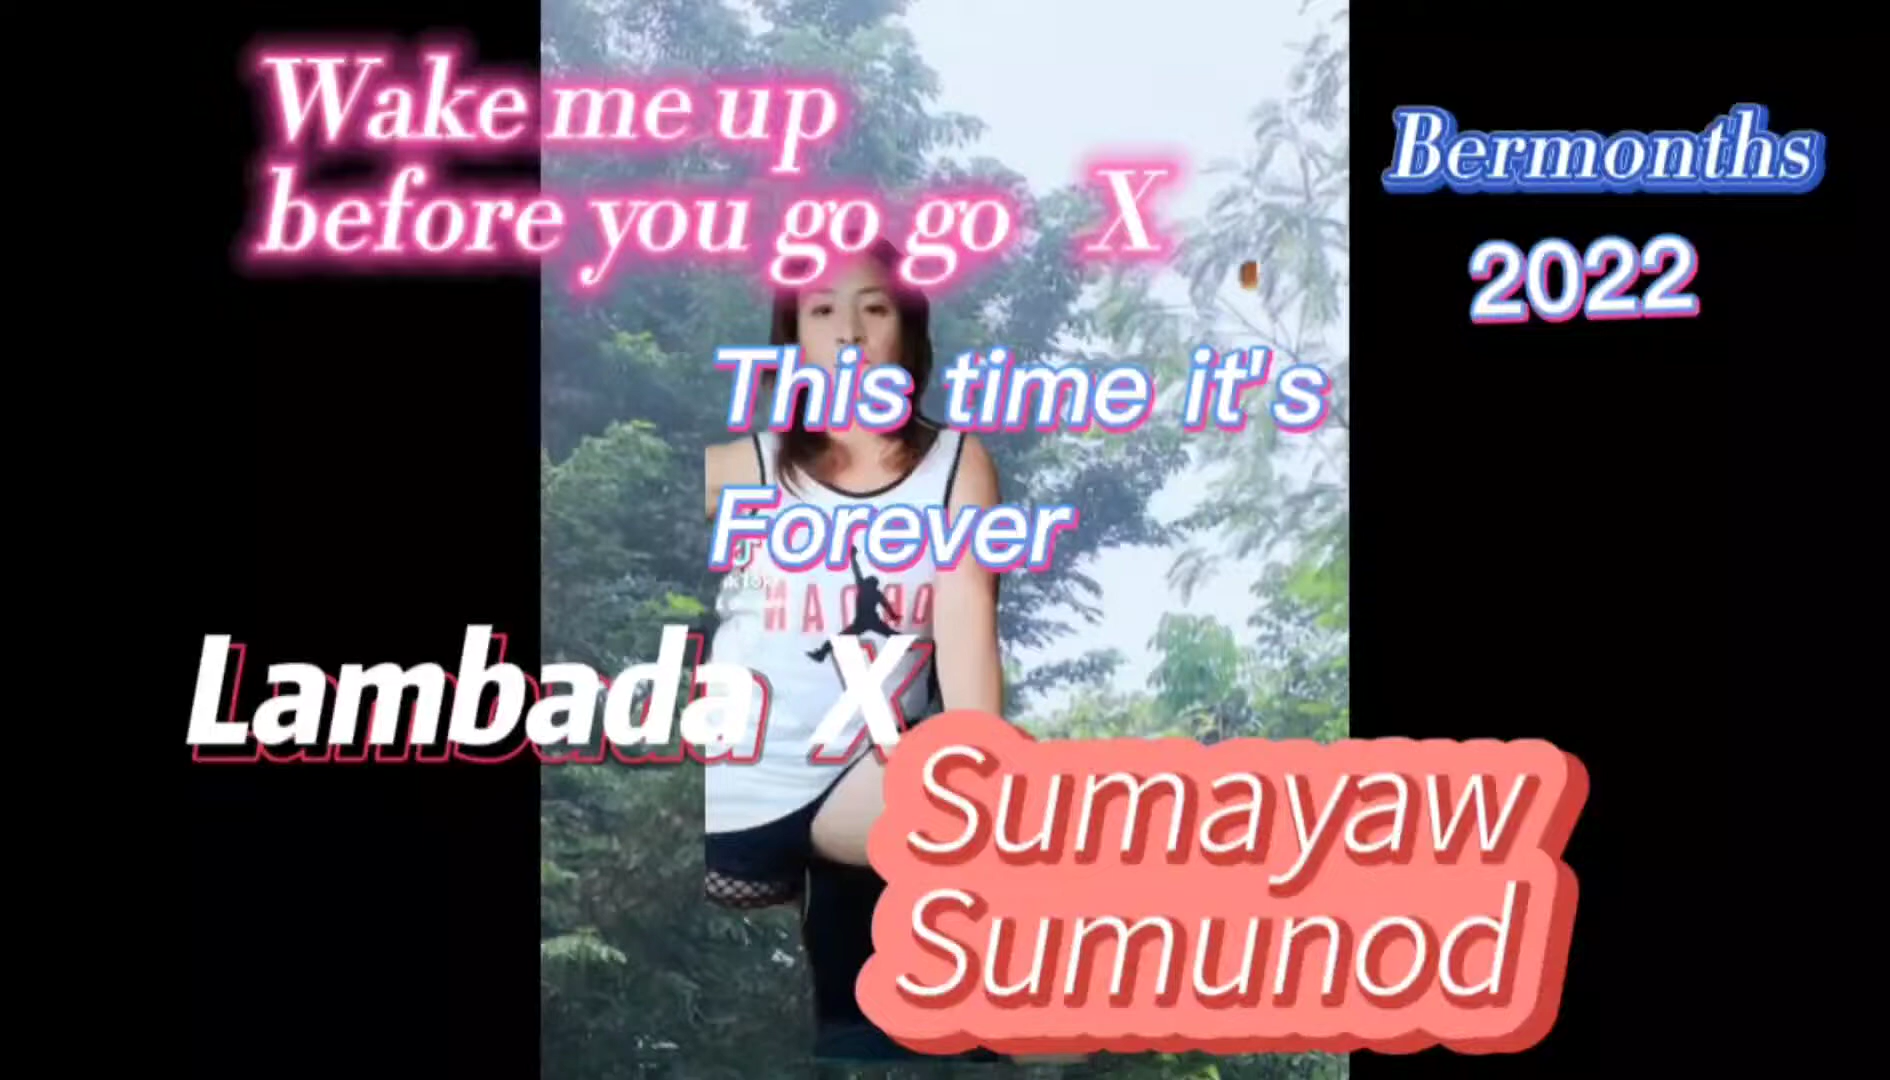 Wake me up
before you go go X
Bermonths
2022
This time it's
Forever
Lambada X
Sumayaw
Sumunod